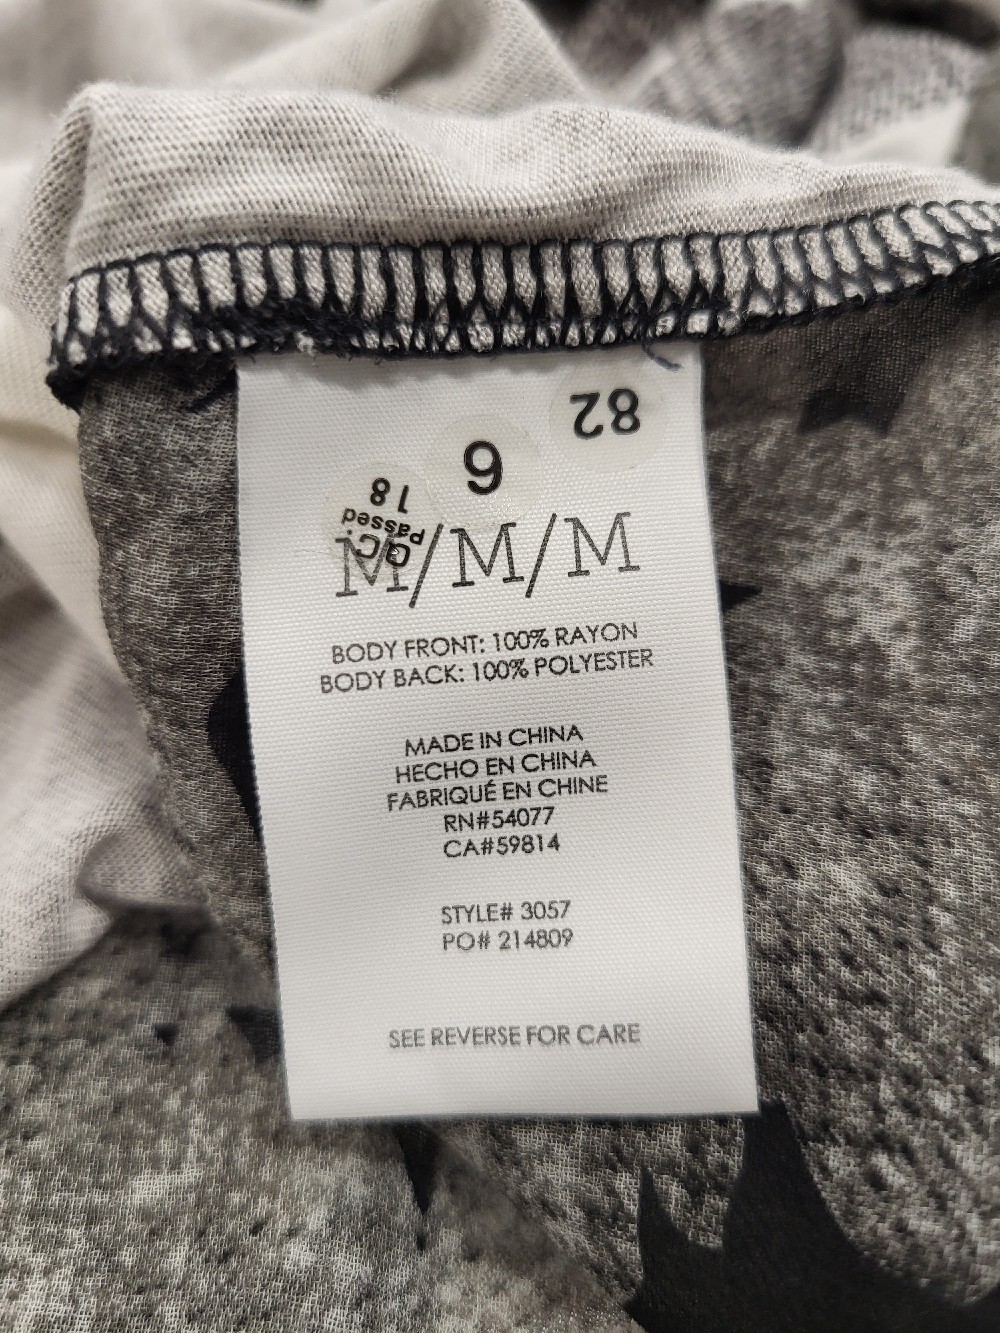 82
6
18
Passed
Q.C.
M/M/M
BODY FRONT: 100% RAYON
BODY BACK: 100% POLYESTER
MADE IN CHINA
HECHO EN CHINA
FABRIQUÉ EN CHINE
RN#54077
CA#59814
STYLE# 3057
PO# 214809
SEE REVERSE FOR CARE